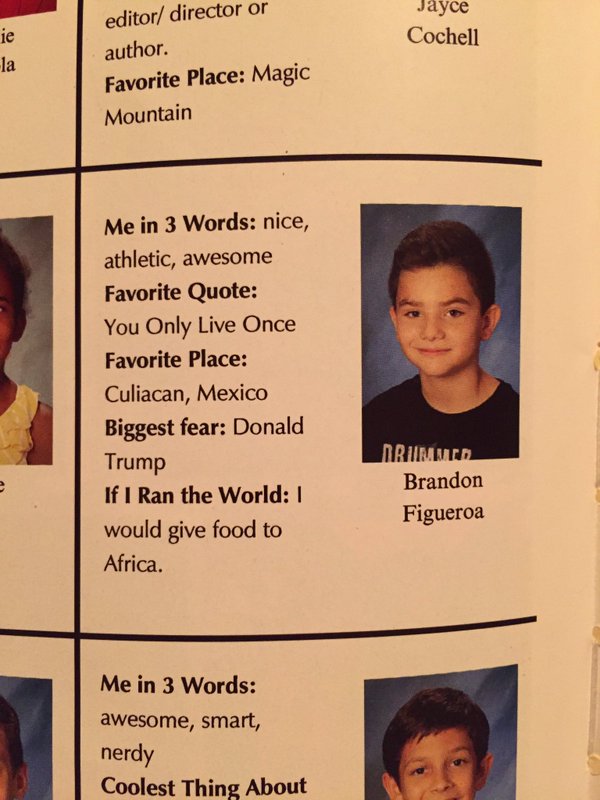 ie
la
editor/ director or
author.
Favorite Place: Magic
Mountain
Jayce
Cochell
Me in 3 Words: nice,
athletic, awesome
Favorite Quote:
You Only Live Once
Favorite Place:
Culiacan, Mexico
Biggest fear: Donald
Trump
If I Ran the World: I
would give food to
Africa.
DRUMMER
Brandon
Figueroa
e
Me in 3 Words:
awesome, smart,
nerdy
Coolest Thing About